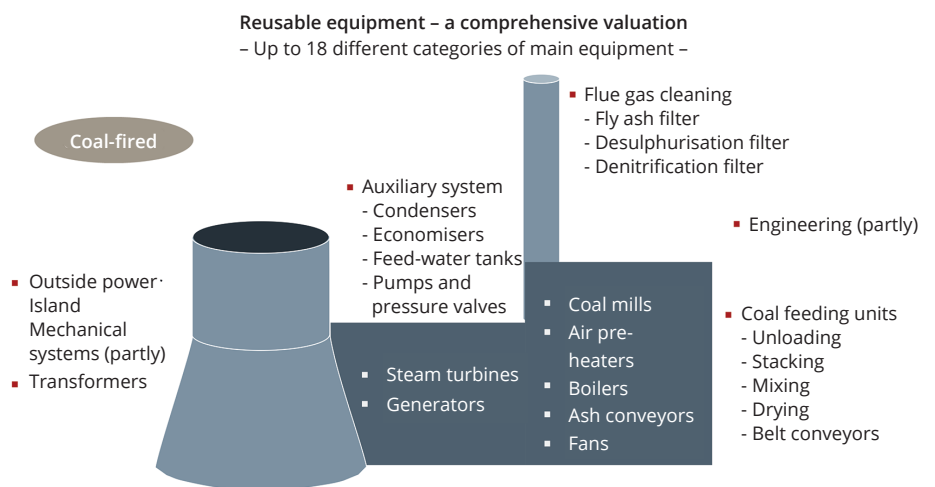 Reusable equipment – a comprehensive valuation
– Up to 18 different categories of main equipment –
Coal-fired
▪ Flue gas cleaning
- Fly ash filter
- Desulphurisation filter
- Denitrification filter
▪ Auxiliary system
- Condensers
- Economisers
- Feed-water tanks
- Pumps and
pressure valves
▪ Engineering (partly)
▪ Outside power·
Island
Mechanical
systems (partly)
▪ Transformers
▪ Steam turbines
▪ Generators
▪ Coal mills
▪ Air pre-
heaters
▪ Boilers
▪ Ash conveyors
▪ Fans
▪ Coal feeding units
- Unloading
- Stacking
- Mixing
- Drying
- Belt conveyors